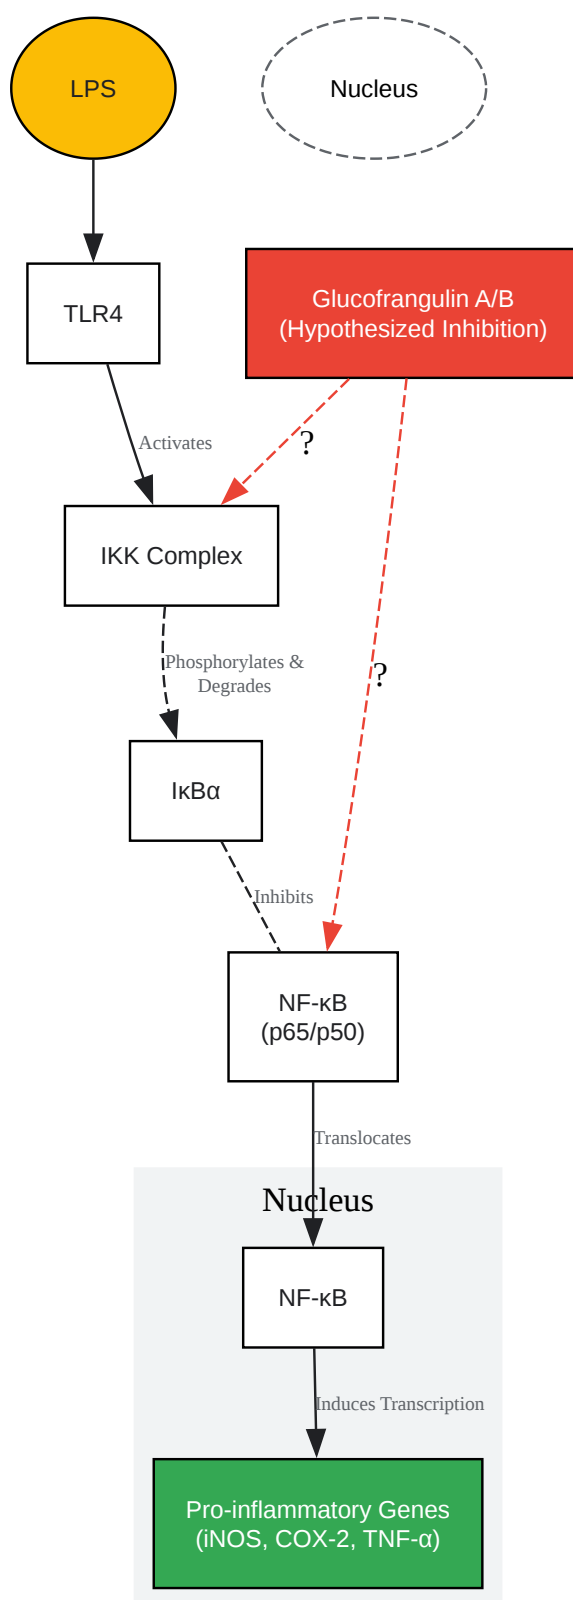 LPS
Nucleus
TLR4
Glucofrangulin A/B
(Hypothesized Inhibition)
Activates
?
IKK Complex
Phosphorylates &
Degrades
?
IκBα
Inhibits
NF-κB
(p65/p50)
Translocates
Nucleus
NF-κB
Induces Transcription
Pro-inflammatory Genes
(iNOS, COX-2, TNF-α)